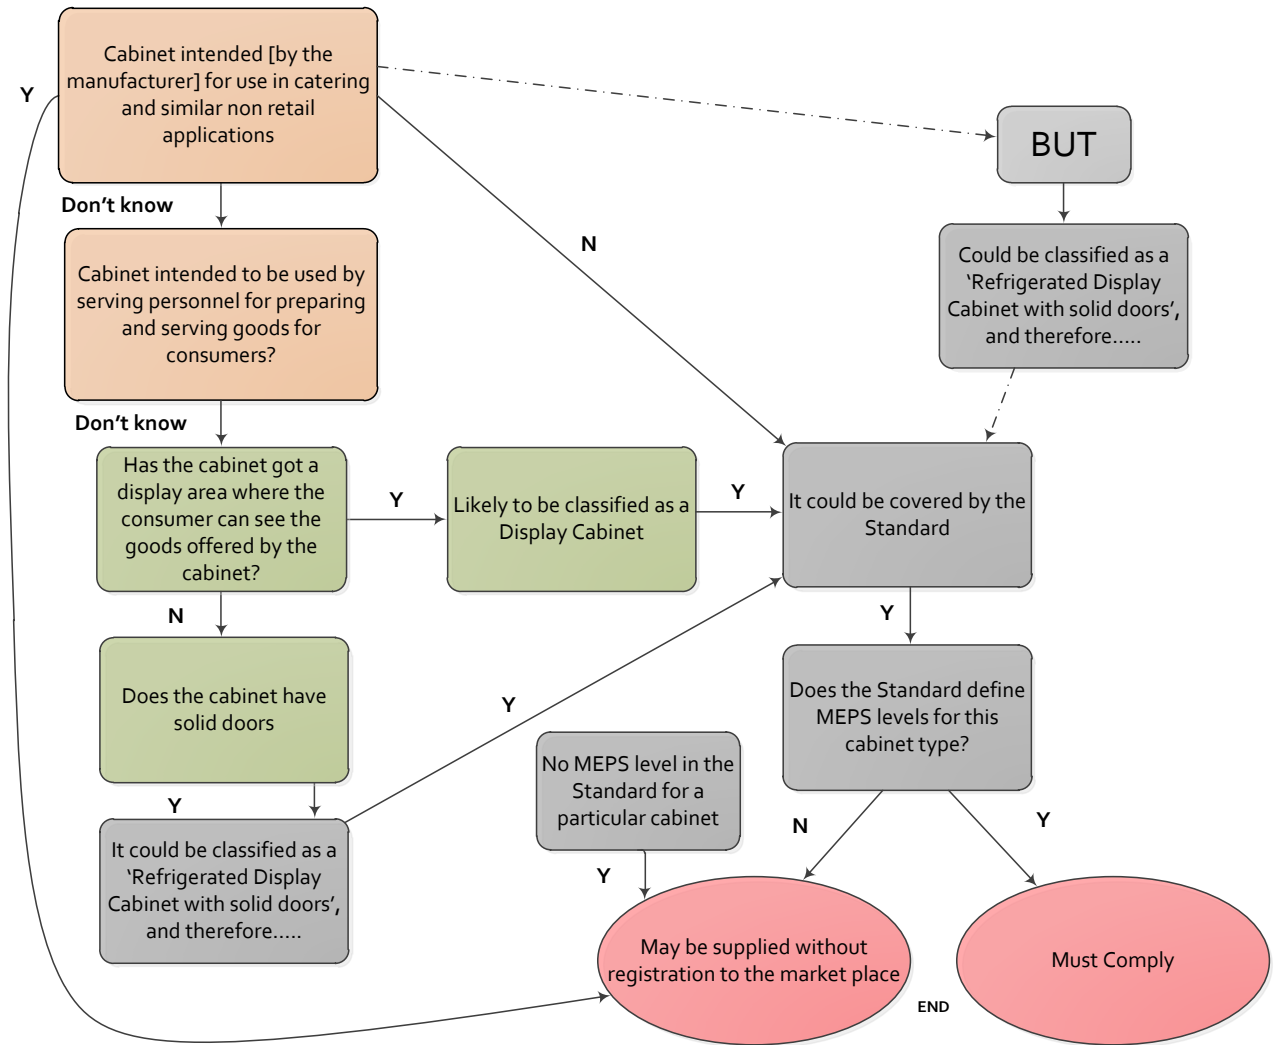 Cabinet intended [by the
manufacturer] for use in catering
and similar non retail
applications
Y
BUT
Don't know
N
Cabinet intended to be used by
serving personnel for preparing
and serving goods for
consumers?
Could be classified as a
‘Refrigerated Display
Cabinet with solid doors’,
and therefore.....
Don't know
Has the cabinet got a
display area where the
consumer can see the
goods offered by the
cabinet?
Y
Likely to be classified as a
Display Cabinet
Y
It could be covered by the
Standard
N
Y
Does the cabinet have
solid doors
Y
Does the Standard define
MEPS levels for this
cabinet type?
No MEPS level in the
Standard for a
particular cabinet
Y
N
Y
It could be classified as a
‘Refrigerated Display
Cabinet with solid doors’,
and therefore.....
Y
May be supplied without
registration to the market place
Must Comply
END